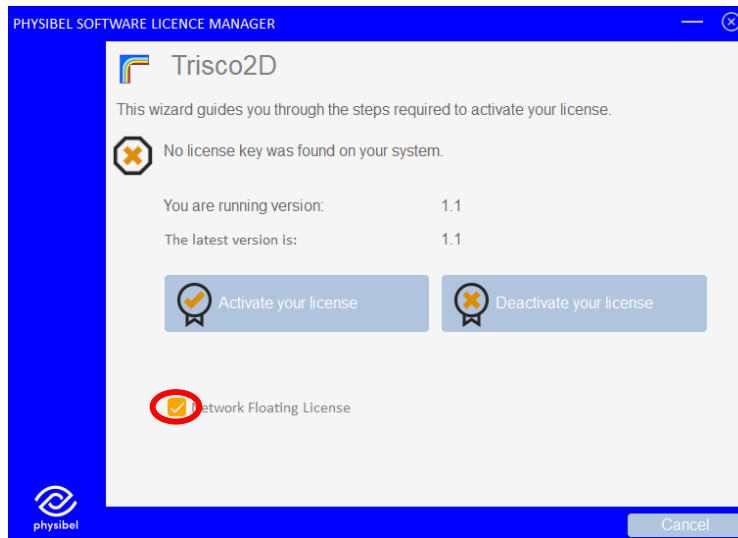 PHYSIBEL SOFTWARE LICENCE MANAGER
Trisco2D
This wizard guides you through the steps required to activate your license.
No license key was found on your system.
You are running version: 1.1
The latest version is: 1.1
Activate your license Deactivate your license
Network Floating License
physibel
Cancel